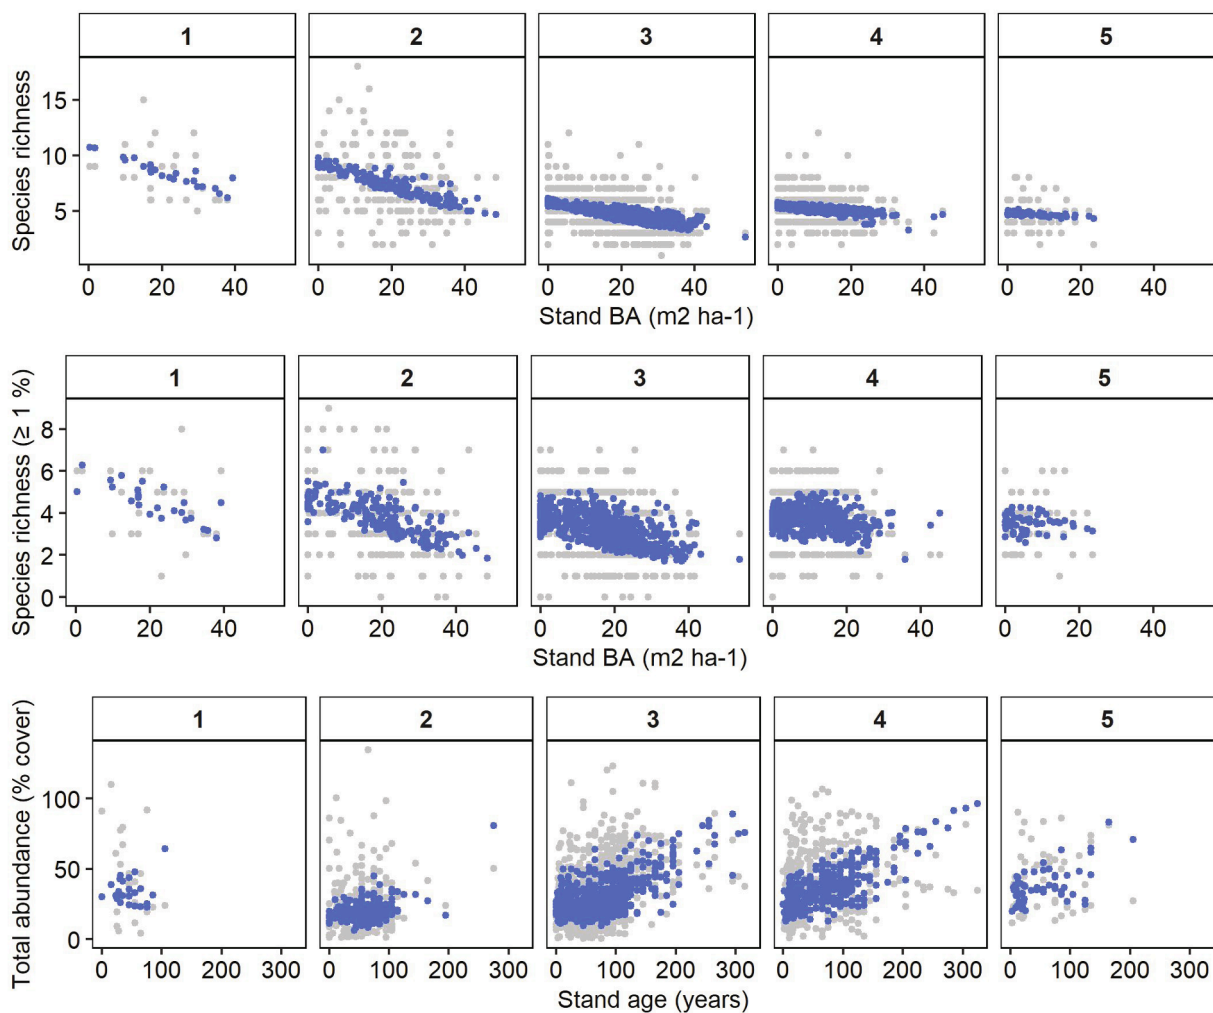 1 2 3 4 5
Species richness
15
10
5
0 20 40 0 20 40 0 20 40 0 20 40 0 20 40
Stand BA (m2 ha-1)
1 2 3 4 5
Species richness (≥ 1 %)
8
6
4
2
0
0 20 40 0 20 40 0 20 40 0 20 40 0 20 40
Stand BA (m2 ha-1)
1 2 3 4 5
Total abundance (% cover)
100
50
0
0 100 200 300 0 100 200 300 0 100 200 300 0 100 200 300 0 100 200 300
Stand age (years)